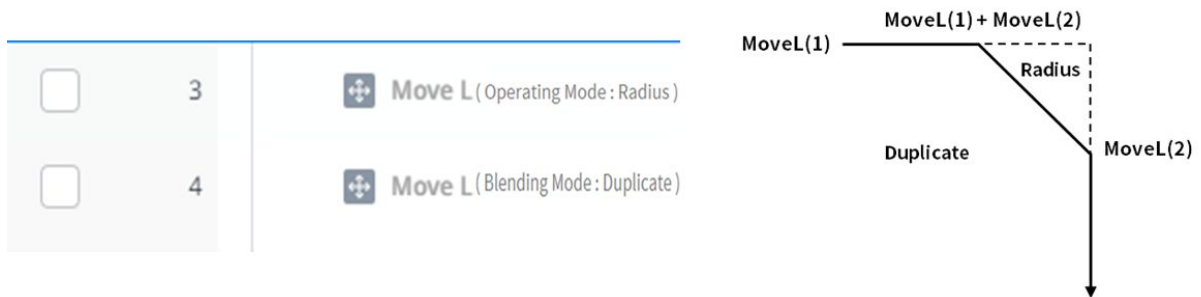 3 Move L ( Operating Mode : Radius )
4 Move L ( Blending Mode : Duplicate )
MoveL(1) + MoveL(2)
MoveL(1)
Radius
Duplicate
MoveL(2)